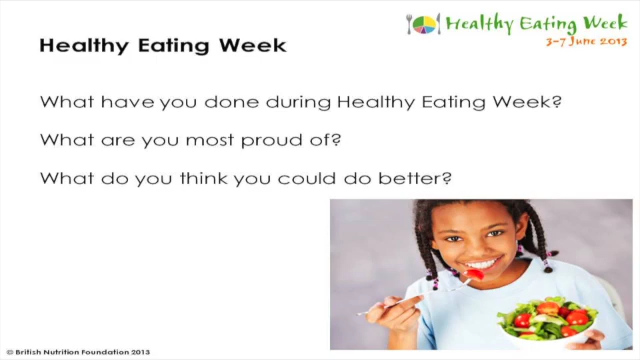 Healthy Eating Week
3-7 June 2013
Healthy Eating Week
What have you done during Healthy Eating Week?
What are you most proud of?
What do you think you could do better?
© British Nutrition Foundation 2013